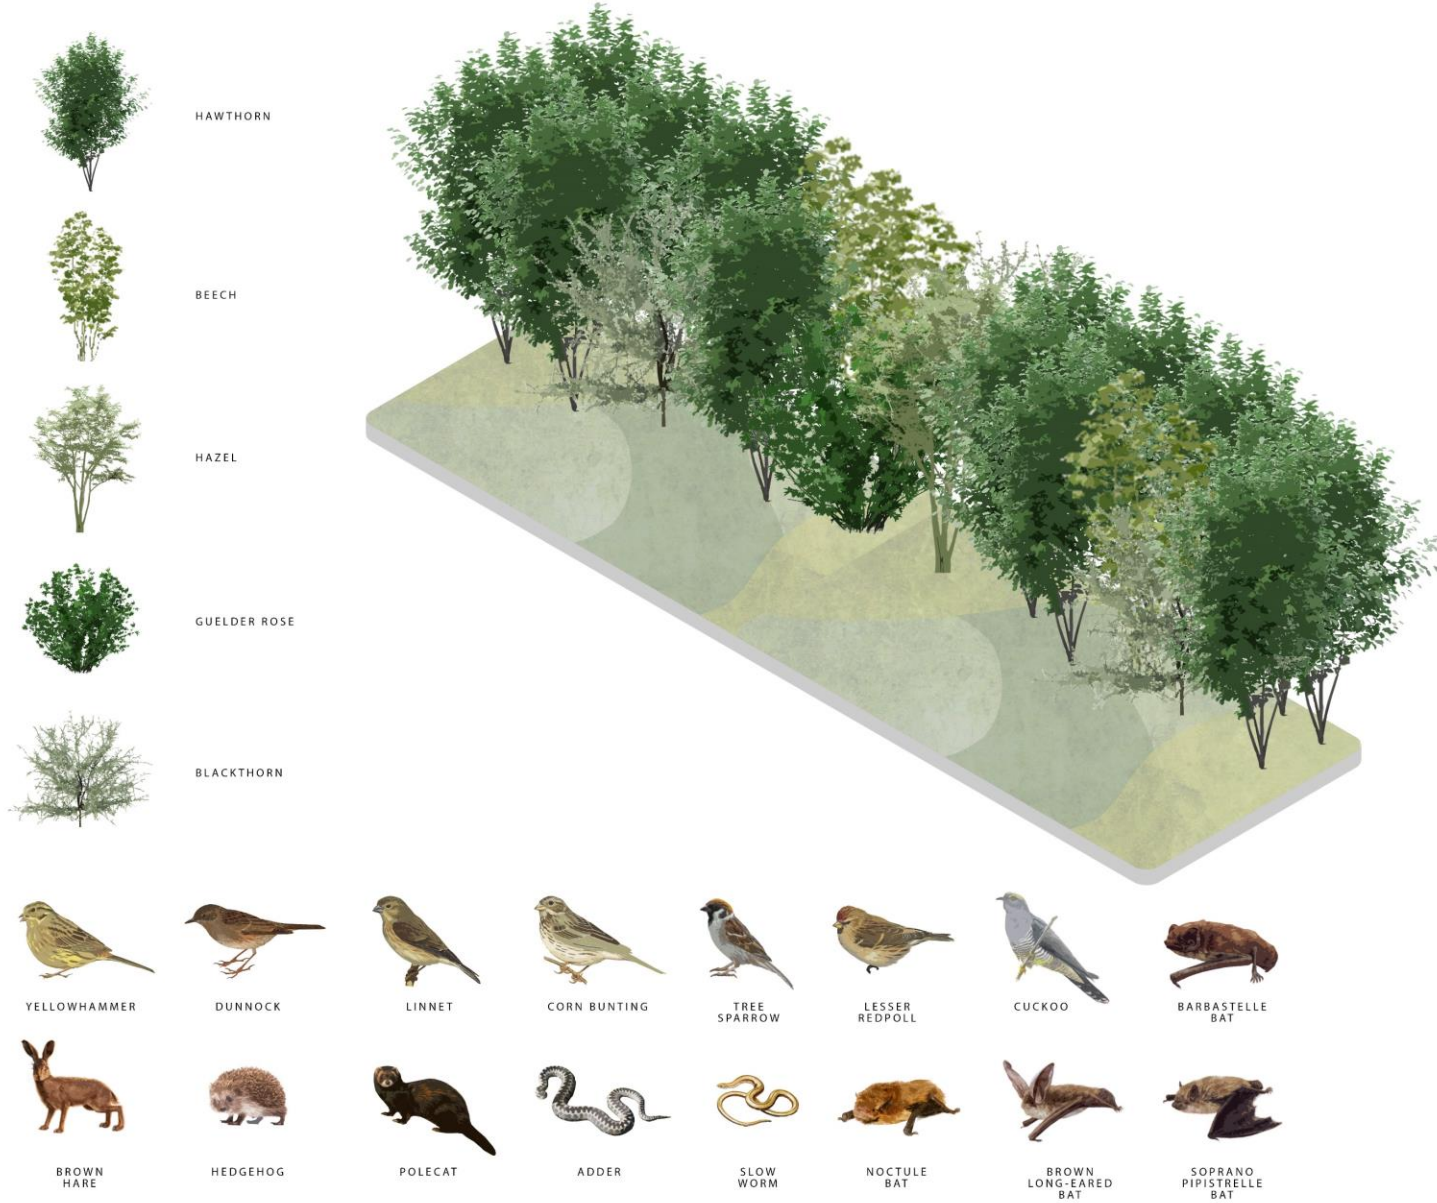 HAWTHORN
BEECH
HAZEL
GUELDER ROSE
BLACKTHORN
YELLOWHAMMER
DUNNOCK
LINNET
CORN BUNTING
TREE
SPARROW
LESSER
REDPOLL
CUCKOO
BARBASTELLE
BAT
BROWN
HARE
HEDGEHOG
POLECAT
ADDER
SLOW
WORM
NOCTULE
BAT
BROWN
LONG-EARED
BAT
SOPRANO
PIPISTRELLE
BAT